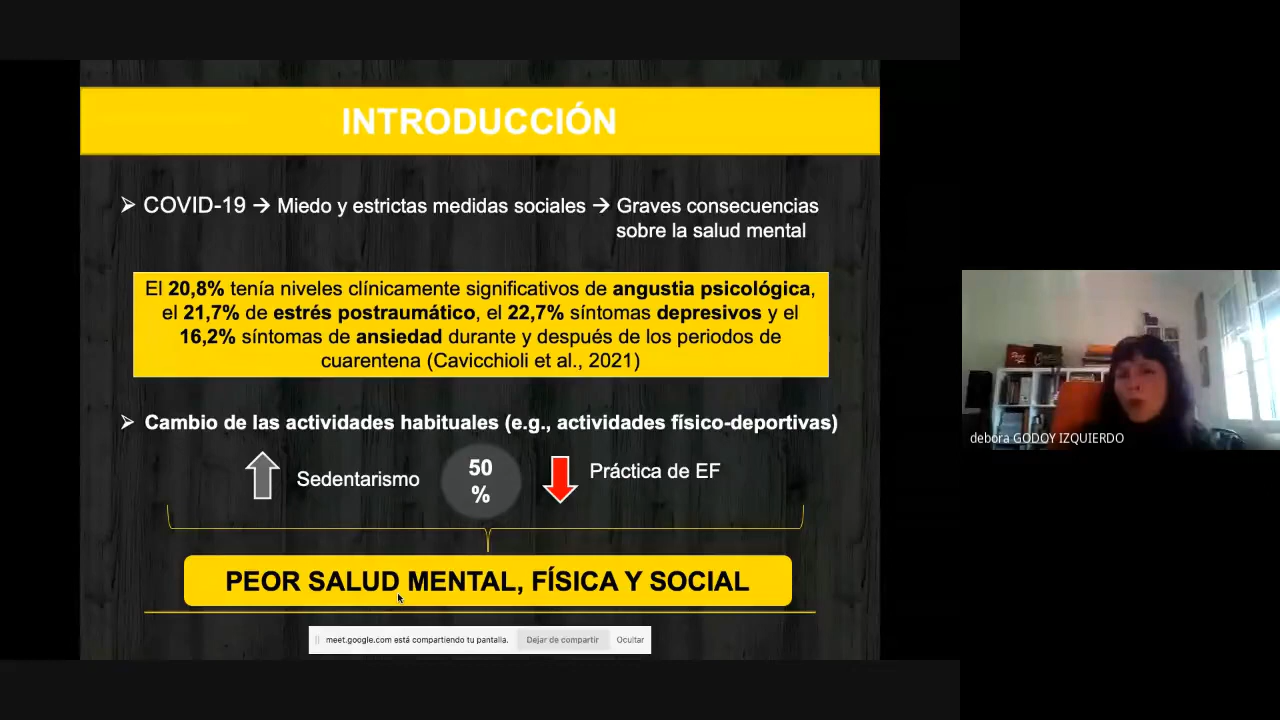 INTRODUCCIÓN
➢ COVID-19 → Miedo y estrictas medidas sociales → Graves consecuencias
sobre la salud mental
El 20,8% tenía niveles clínicamente significativos de angustia psicológica,
el 21,7% de estrés postraumático, el 22,7% síntomas depresivos y el
16,2% síntomas de ansiedad durante y después de los periodos de
cuarentena (Cavicchioli et al., 2021)
➢ Cambio de las actividades habituales (e.g., actividades físico-deportivas)
Sedentarismo
50
%
Práctica de EF
PEOR SALUD MENTAL, FÍSICA Y SOCIAL
meet.google.com está compartiendo tu pantalla.
Dejar de compartir
Ocultar
debora GODOY IZQUIERDO